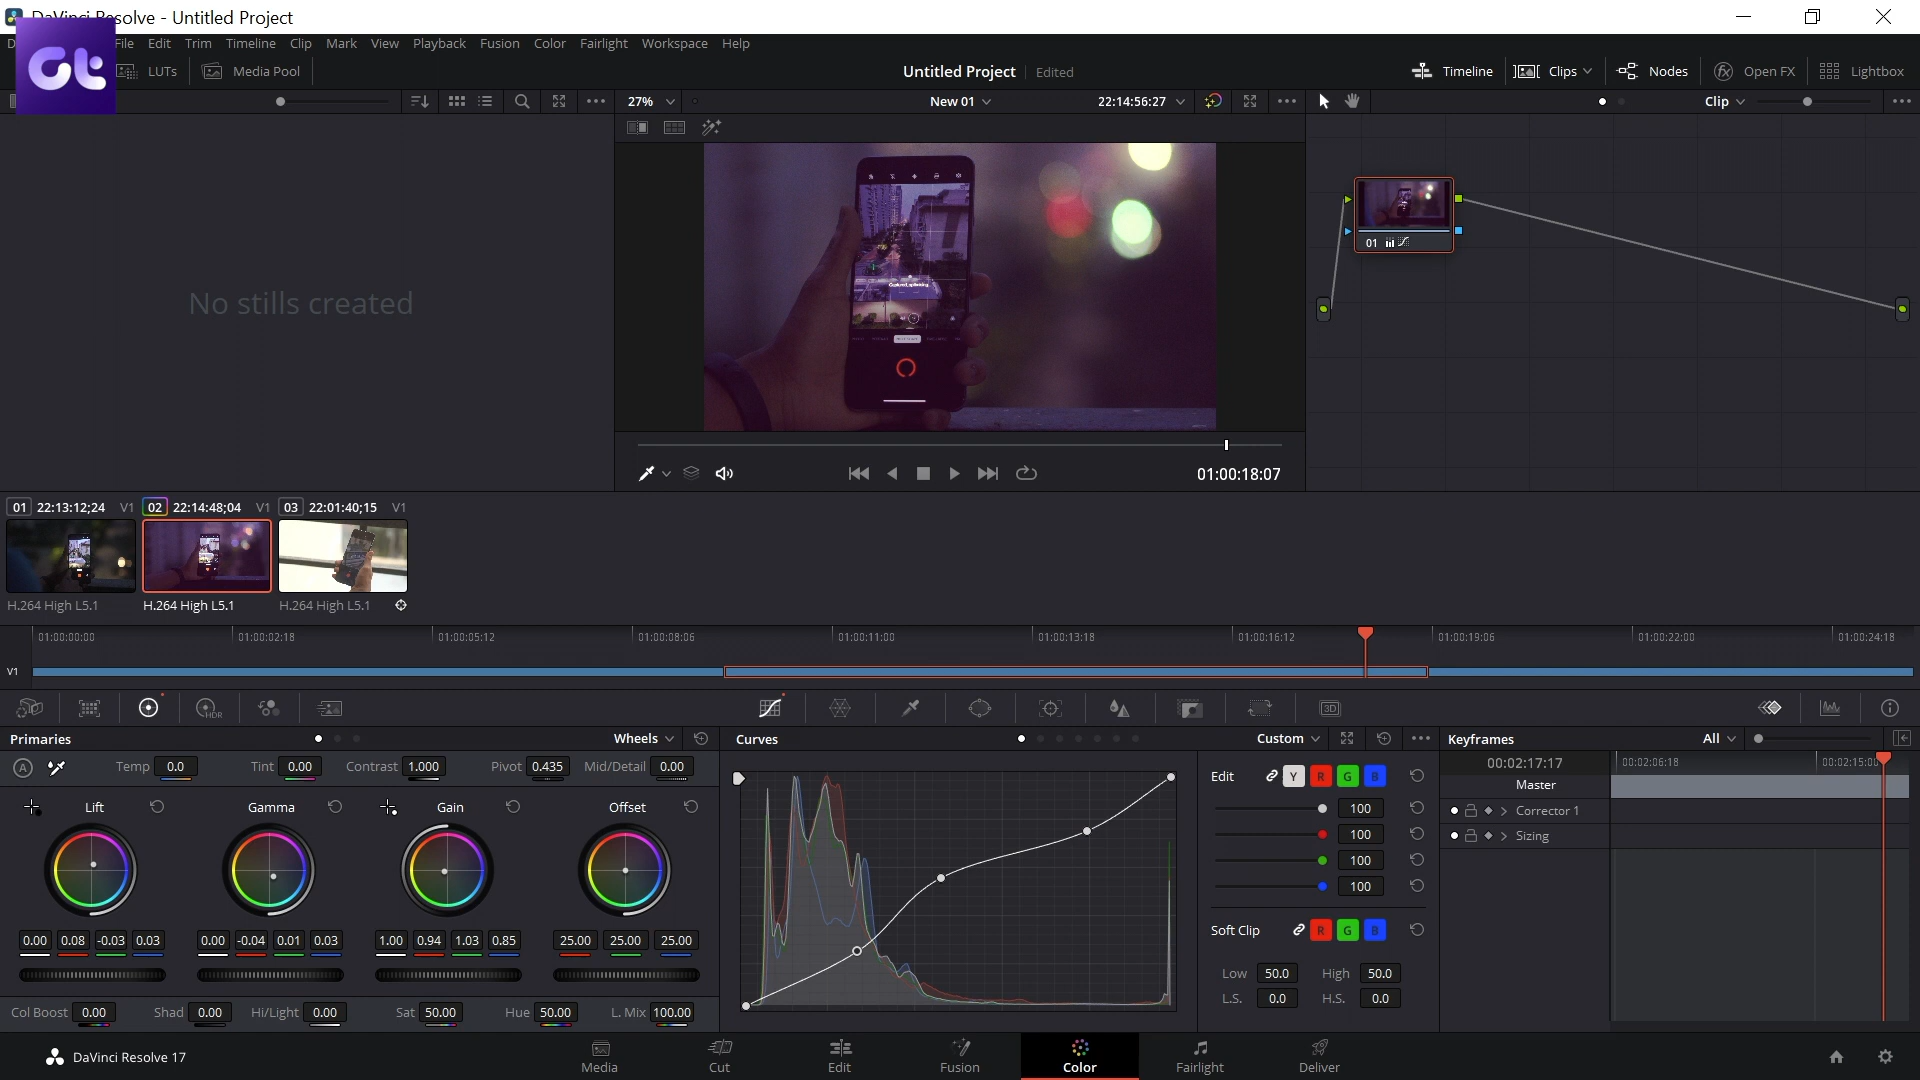 DaVinci Resolve - Untitled Project
Gt
File Edit Trim Timeline Clip Mark View Playback Fusion Color Fairlight Workspace Help
LUTs Media Pool Untitled Project Edited Timeline Clips Nodes Open FX Lightbox
27% New 01 22:14:56:27 Clip
No stills created
01
01:00:18:07
01 22:13:12;24 V1 02 22:14:48;04 V1 03 22:01:40;15 V1
H.264 High L5.1 H.264 High L5.1 H.264 High L5.1
01:00:00:00 01:00:02:18 01:00:05:12 01:00:08:06 01:00:11:00 01:00:13:18 01:00:16:12 01:00:19:06 01:00:22:00 01:00:24:18
V1
HDR 3D
Primaries Wheels Curves Custom Keyframes All
A Temp 0.0 Tint 0.00 Contrast 1.000 Pivot 0.435 Mid/Detail 0.00
Lift Gamma Gain Offset
0.00 0.08 -0.03 0.03 0.00 -0.04 0.01 0.03 1.00 0.94 1.03 0.85 25.00 25.00 25.00
Col Boost 0.00 Shad 0.00 Hi/Light 0.00 Sat 50.00 Hue 50.00 L. Mix 100.00
Edit Y R G B
100
100
100
100
Soft Clip R G B
Low 50.0 High 50.0
L.S. 0.0 H.S. 0.0
00:02:17:17 00:02:06:18 00:02:15:0
Master
Corrector 1
Sizing
DaVinci Resolve 17 Media Cut Edit Fusion Color Fairlight Deliver